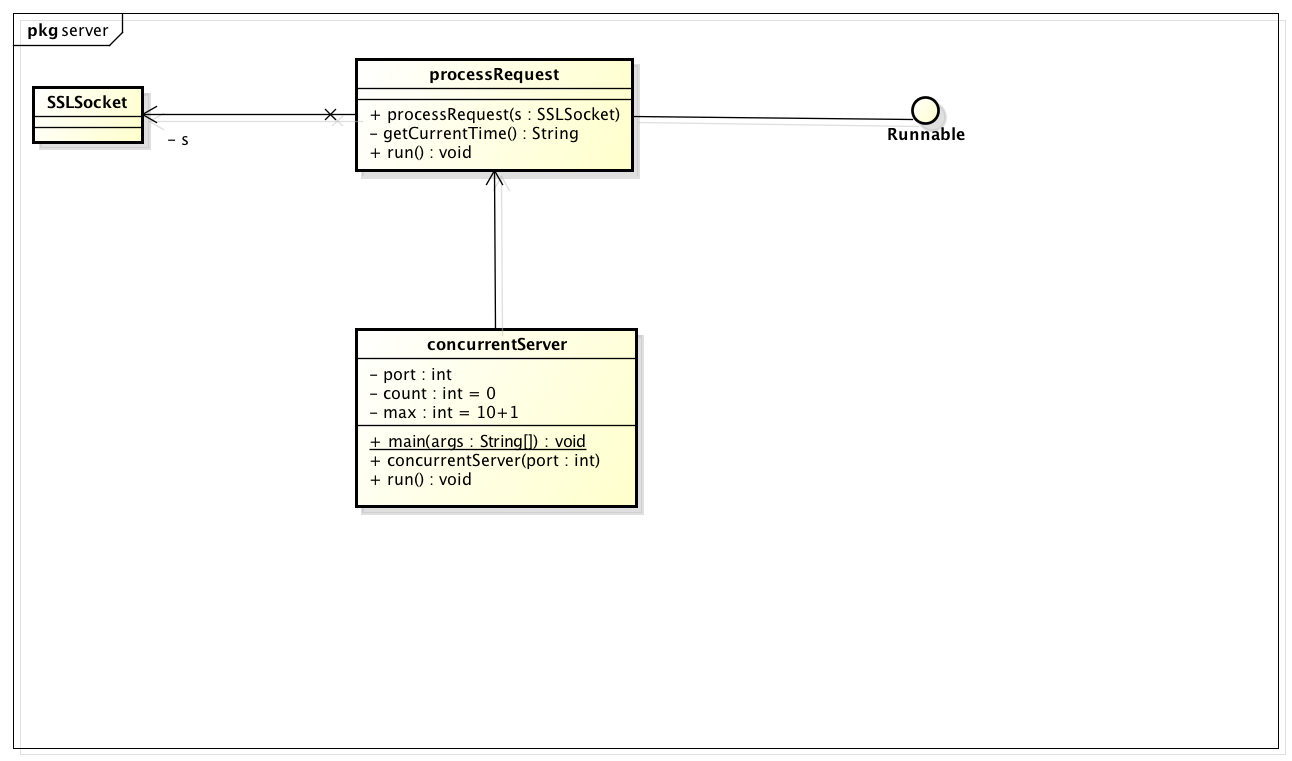 pkg server
processRequest
SSLSocket
+ processRequest(s : SSLSocket)
– getCurrentTime() : String
+ run() : void
– s
Runnable
concurrentServer
– port : int
– count : int = 0
– max : int = 10+1
+ main(args : String[]) : void
+ concurrentServer(port : int)
+ run() : void